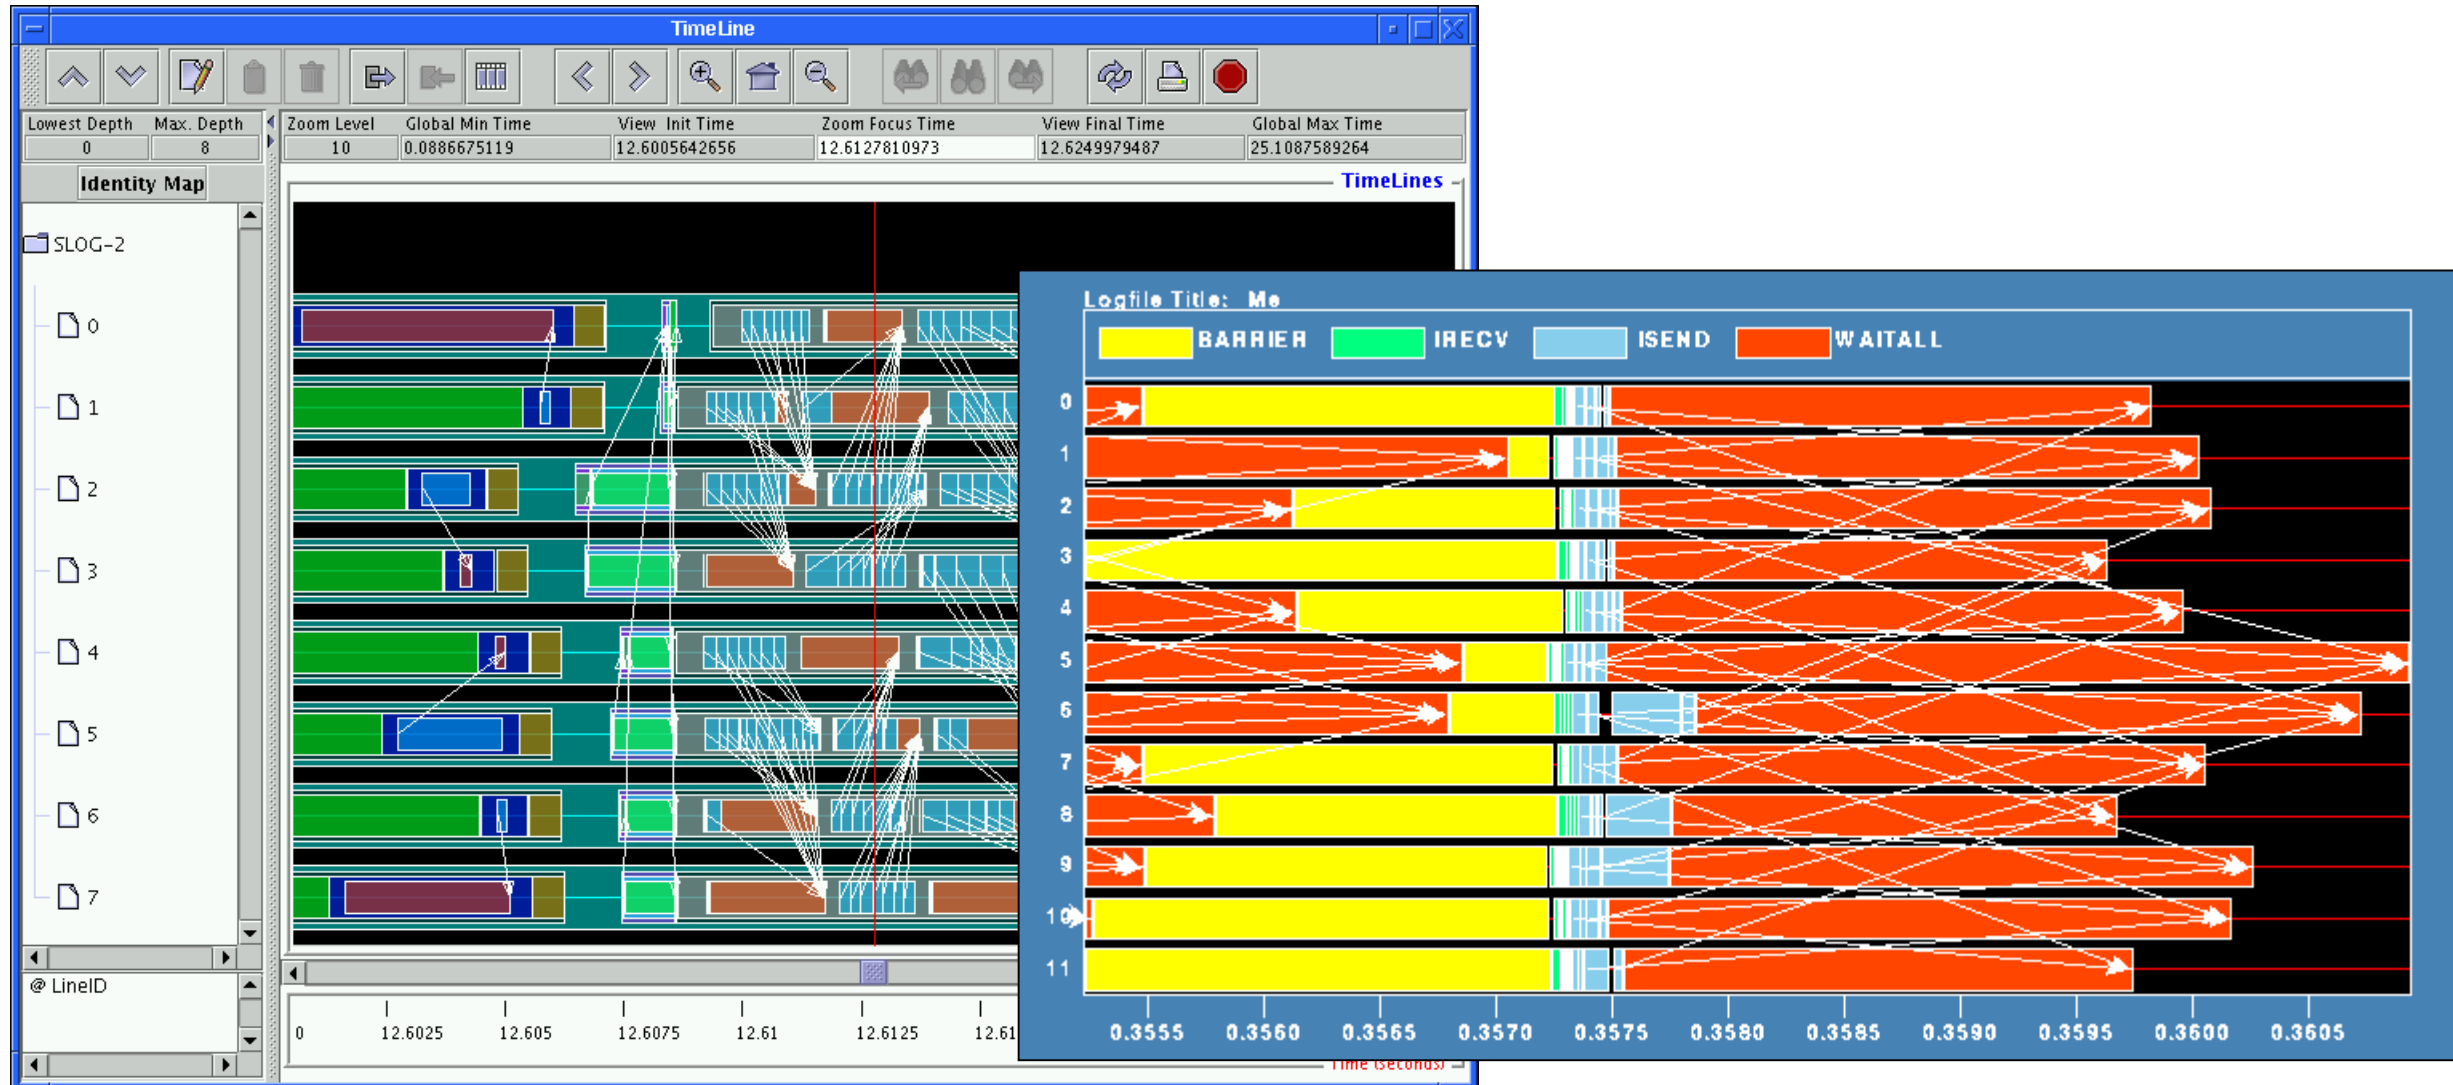 TimeLine
Lowest Depth Max. Depth Zoom Level Global Min Time View Init Time Zoom Focus Time View Final Time Global Max Time
0 8 10 0.0886675119 12.6005642656 12.6127810973 12.6249979487 25.1087589264
Identity Map
TimeLines
SLOG-2
0
1
2
3
4
5
6
7
@ LineID
0 12.6025 12.605 12.6075 12.61 12.6125 12.61
Time (seconds)
Logfile Title: Me
BARRIER IRECV ISEND WAITALL
0
1
2
3
4
5
6
7
8
9
10
11
0.3555 0.3560 0.3565 0.3570 0.3575 0.3580 0.3585 0.3590 0.3595 0.3600 0.3605